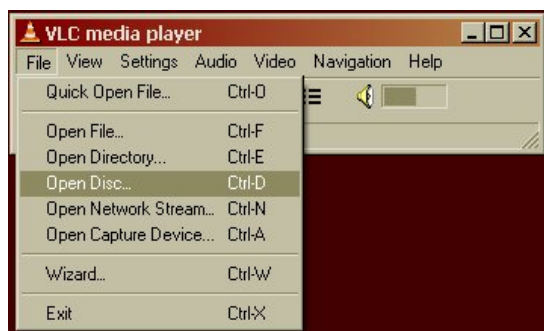 VLC media player
File View Settings Audio Video Navigation Help
Quick Open File... Ctrl-O
Open File... Ctrl-F
Open Directory... Ctrl-E
Open Disc... Ctrl-D
Open Network Stream... Ctrl-N
Open Capture Device... Ctrl-A
Wizard... Ctrl-W
Exit Ctrl-X